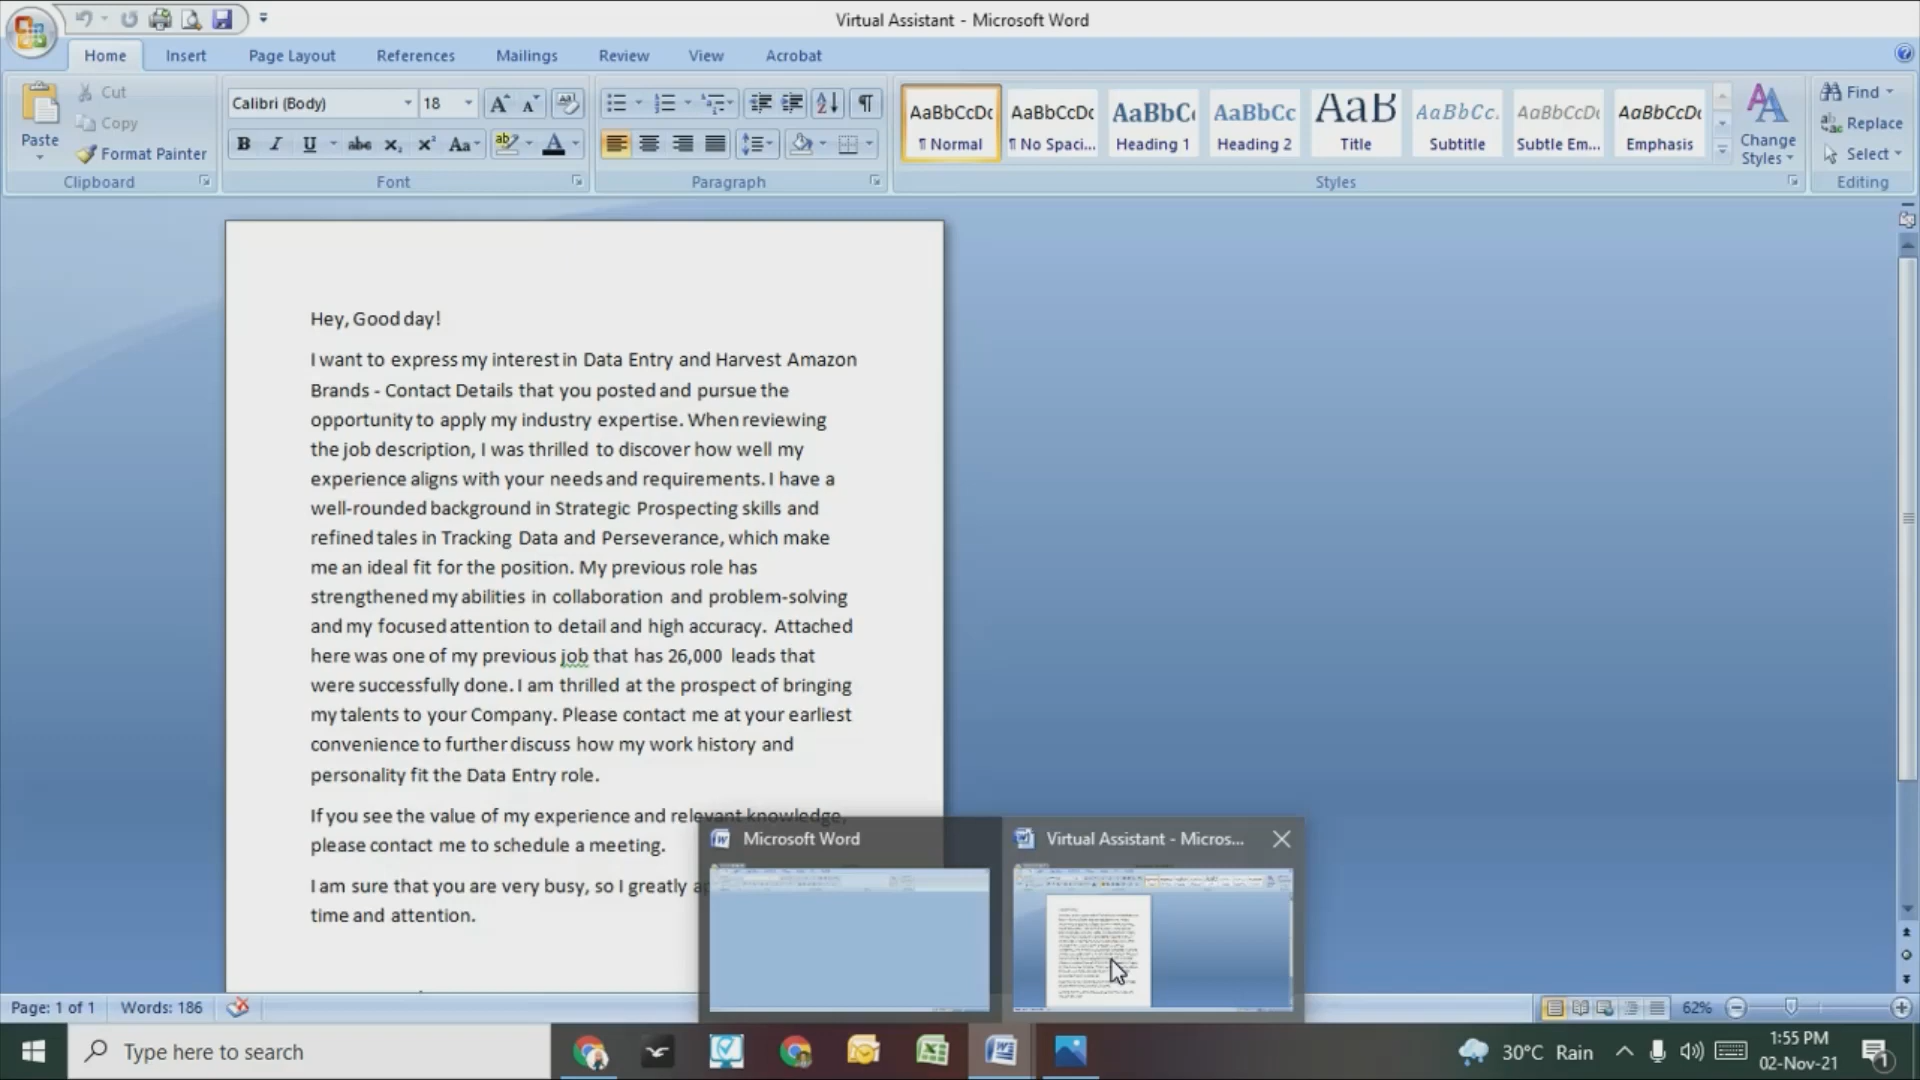 Virtual Assistant - Microsoft Word
Home Insert Page Layout References Mailings Review View Acrobat
Paste
Cut
Copy
Format Painter
Clipboard
Calibri (Body) 18
Font
Paragraph
AaBbCcDc AaBbCcDc AaBbC AaBbCc AaB AaBbCc. AaBbCcDc AaBbCcDc
¶ Normal ¶ No Spaci... Heading 1 Heading 2 Title Subtitle Subtle Em... Emphasis
Change Styles
Styles
Find
Replace
Select
Editing
Hey, Good day!
I want to express my interest in Data Entry and Harvest Amazon
Brands - Contact Details that you posted and pursue the
opportunity to apply my industry expertise. When reviewing
the job description, I was thrilled to discover how well my
experience aligns with your needs and requirements. I have a
well-rounded background in Strategic Prospecting skills and
refined tales in Tracking Data and Perseverance, which make
me an ideal fit for the position. My previous role has
strengthened my abilities in collaboration and problem-solving
and my focused attention to detail and high accuracy. Attached
here was one of my previous job that has 26,000 leads that
were successfully done. I am thrilled at the prospect of bringing
my talents to your Company. Please contact me at your earliest
convenience to further discuss how my work history and
personality fit the Data Entry role.
If you see the value of my experience and relevant knowledge,
please contact me to schedule a meeting.
I am sure that you are very busy, so I greatly
time and attention.
Microsoft Word
Virtual Assistant - Micros...
Page: 1 of 1 Words: 186
62%
Type here to search
30°C Rain
1:55 PM
02-Nov-21